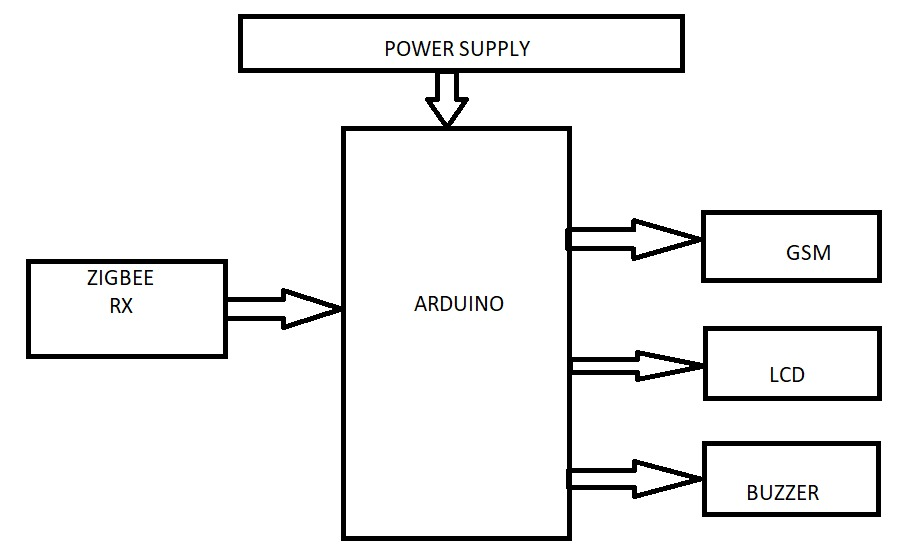 POWER SUPPLY
ZIGBEE
RX
ARDUINO
GSM
LCD
BUZZER